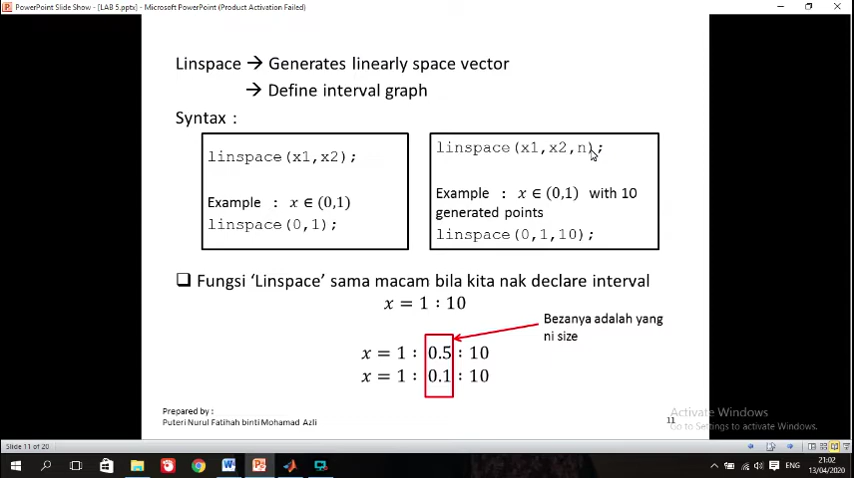 PowerPoint Slide Show - [LAB 5.pptx] - Microsoft PowerPoint (Product Activation Failed)
Linspace → Generates linearly space vector
→ Define interval graph
Syntax :
linspace(x1,x2);
Example : x ∈ (0,1)
linspace(0,1);
linspace(x1,x2,n);
Example : x ∈ (0,1) with 10
generated points
linspace(0,1,10);
❑ Fungsi ‘Linspace’ sama macam bila kita nak declare interval
x = 1 : 10
Bezanya adalah yang
ni size
x = 1 : 0.5 : 10
x = 1 : 0.1 : 10
Prepared by :
Puteri Nurul Fatihah binti Mohamad Azli
11
Activate Windows
Go to Settings to activate Windows.
Slide 11 of 20
ENG
21:02
13/04/2020